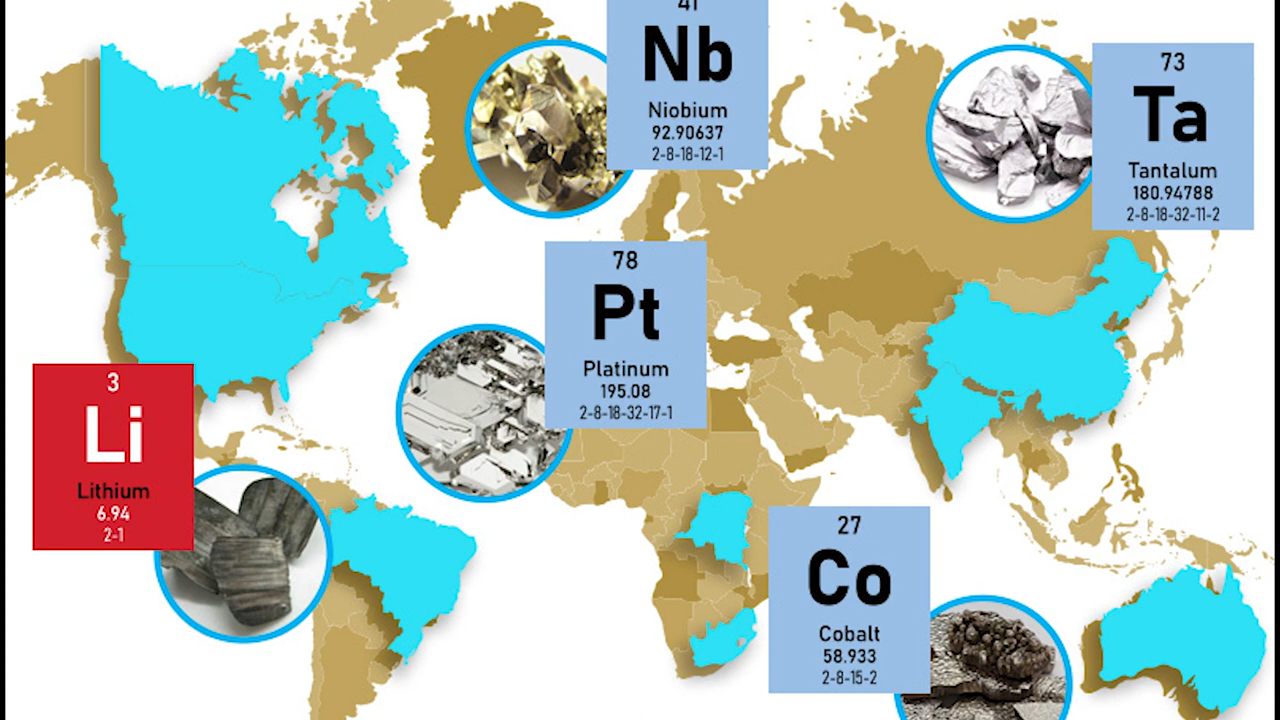 41
Nb
Niobium
92.90637
2-8-18-12-1
73
Ta
Tantalum
180.94788
2-8-18-32-11-2
78
Pt
Platinum
195.08
2-8-18-32-17-1
3
Li
Lithium
6.94
2-1
27
Co
Cobalt
58.933
2-8-15-2